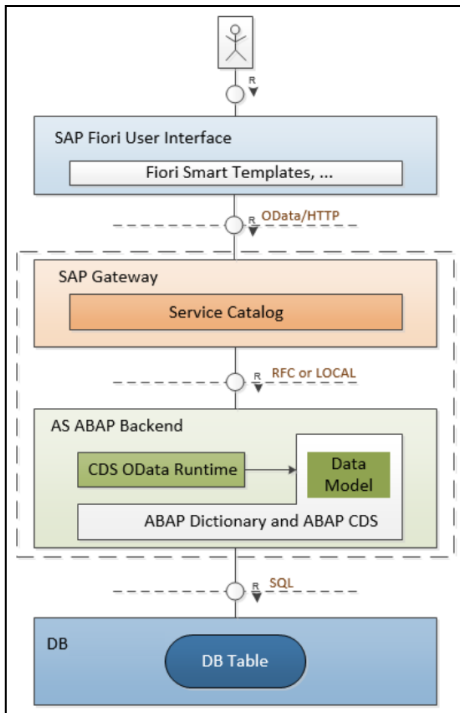 R
SAP Fiori User Interface
Fiori Smart Templates, ...
R
OData/HTTP
SAP Gateway
Service Catalog
R
RFC or LOCAL
AS ABAP Backend
CDS OData Runtime
Data
Model
ABAP Dictionary and ABAP CDS
R
SQL
DB
DB Table